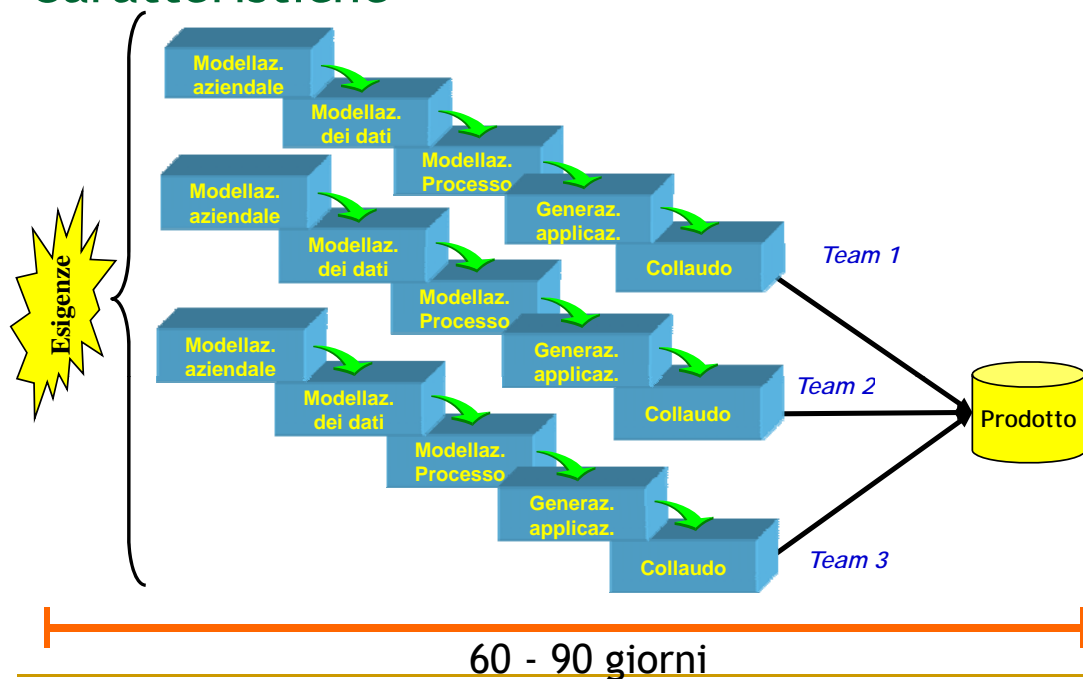 Caratteristiche
Esigenze
Modellaz.
aziendale
Modellaz.
dei dati
Modellaz.
Processo
Generaz.
applicaz.
Collaudo
Team 1
Modellaz.
aziendale
Modellaz.
dei dati
Modellaz.
Processo
Generaz.
applicaz.
Collaudo
Team 2
Modellaz.
aziendale
Modellaz.
dei dati
Modellaz.
Processo
Generaz.
applicaz.
Collaudo
Team 3
Prodotto
60 - 90 giorni